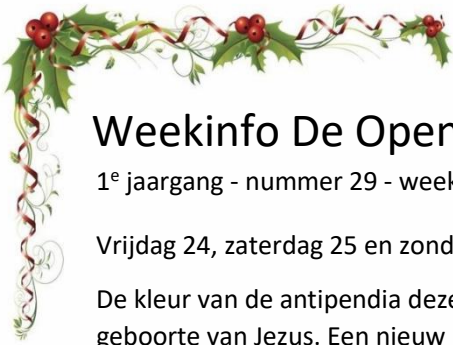 Weekinfo De Open
1e jaargang - nummer 29 - week
Vrijdag 24, zaterdag 25 en zond
De kleur van de antipendia deze
geboorte van Jezus. Een nieuw